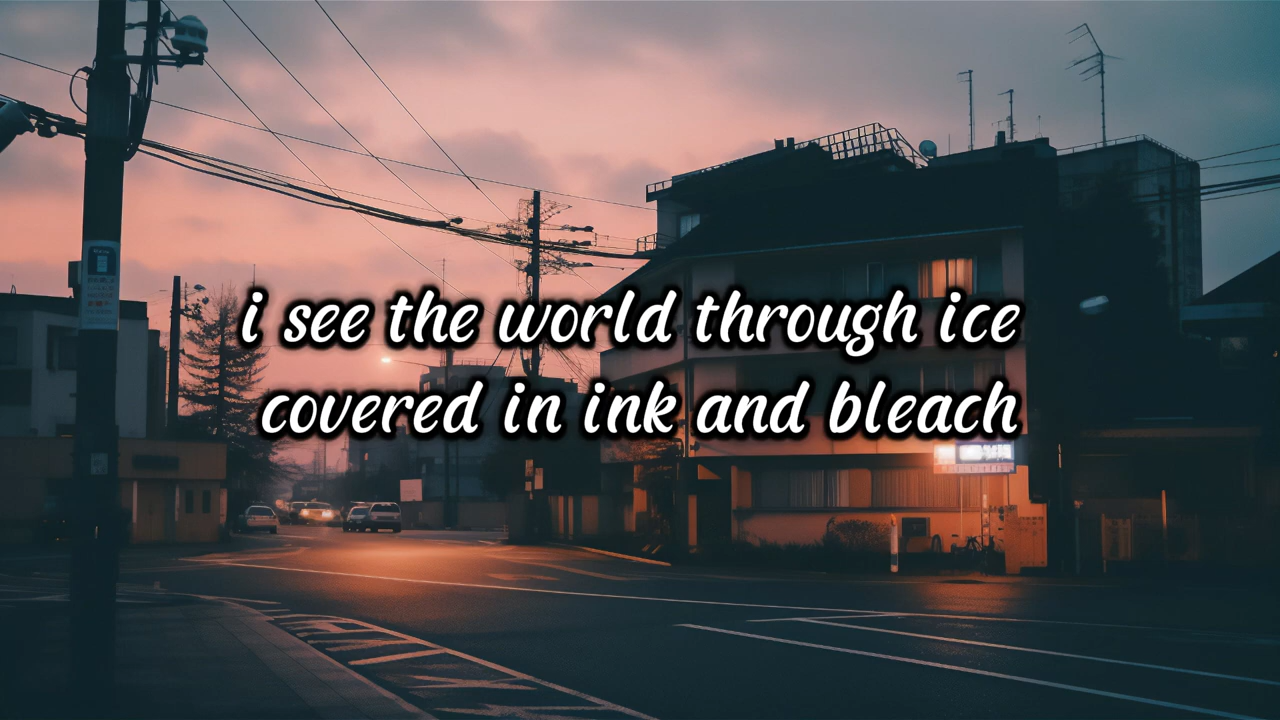 i see the world through ice
covered in ink and bleach